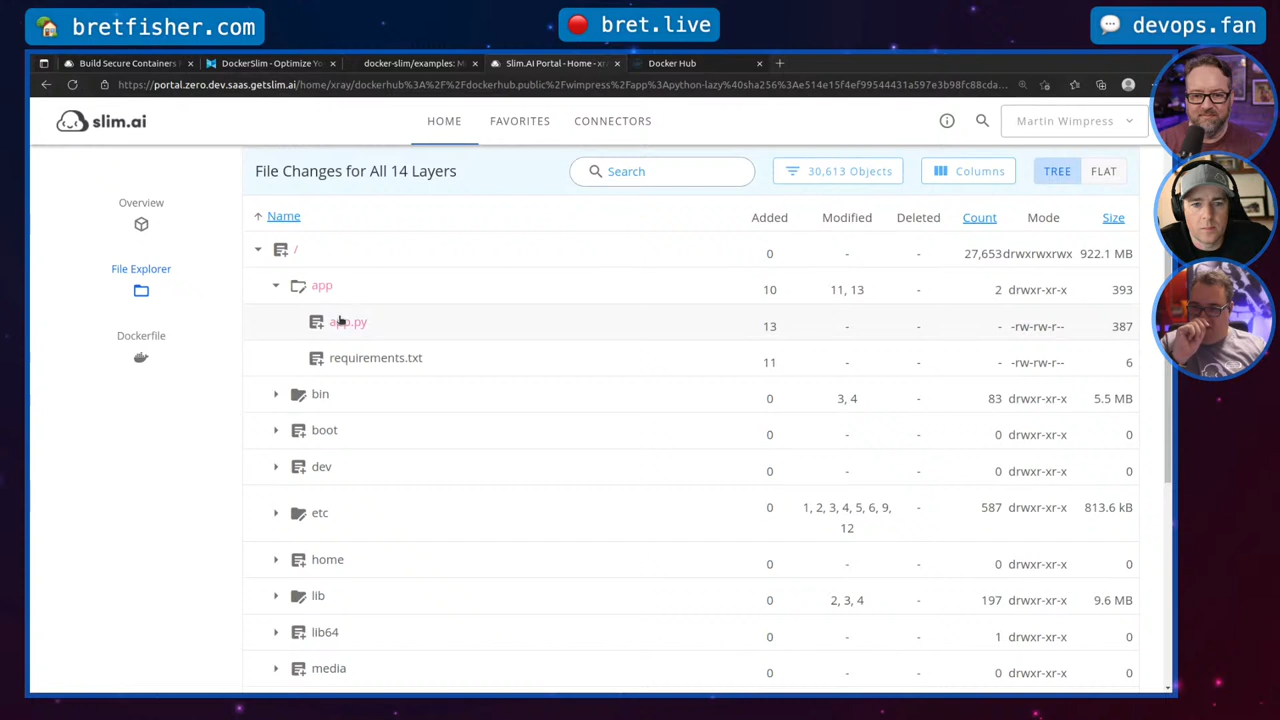 bretfisher.com
bret.live
devops.fan
Build Secure Containers F
DockerSlim - Optimize Yo
docker-slim/examples: M
Slim.AI Portal - Home - xra
Docker Hub
https://portal.zero.dev.saas.getslim.ai/home/xray/dockerhub%3A%2F%2Fdockerhub.public%2Fwimpress%2Fapp%3Apython-lazy%40sha256%3Ae514e15f4ef99314431a597e3b98fc88cda...
slim.ai
HOME
FAVORITES
CONNECTORS
Martin Wimpress
Overview
File Explorer
Dockerfile
File Changes for All 14 Layers
Search
30,613 Objects
Columns
TREE
FLAT
Name Added Modified Deleted Count Mode Size
/ 0 - - 27,653 drwxrwxrwx 922.1 MB
app 10 11, 13 - 2 drwxr-xr-x 393
app.py 13 - - - -rw-rw-r-- 387
requirements.txt 11 - - - -rw-rw-r-- 6
bin 0 3, 4 - 83 drwxr-xr-x 5.5 MB
boot 0 - - 0 drwxr-xr-x 0
dev 0 - - 0 drwxr-xr-x 0
etc 0 1, 2, 3, 4, 5, 6, 9, - 587 drwxr-xr-x 813.6 kB
12
home 0 - - 0 drwxr-xr-x 0
lib 0 2, 3, 4 - 197 drwxr-xr-x 9.6 MB
lib64 0 - - 1 drwxr-xr-x 0
media 0 - - 0 drwxr-xr-x 0